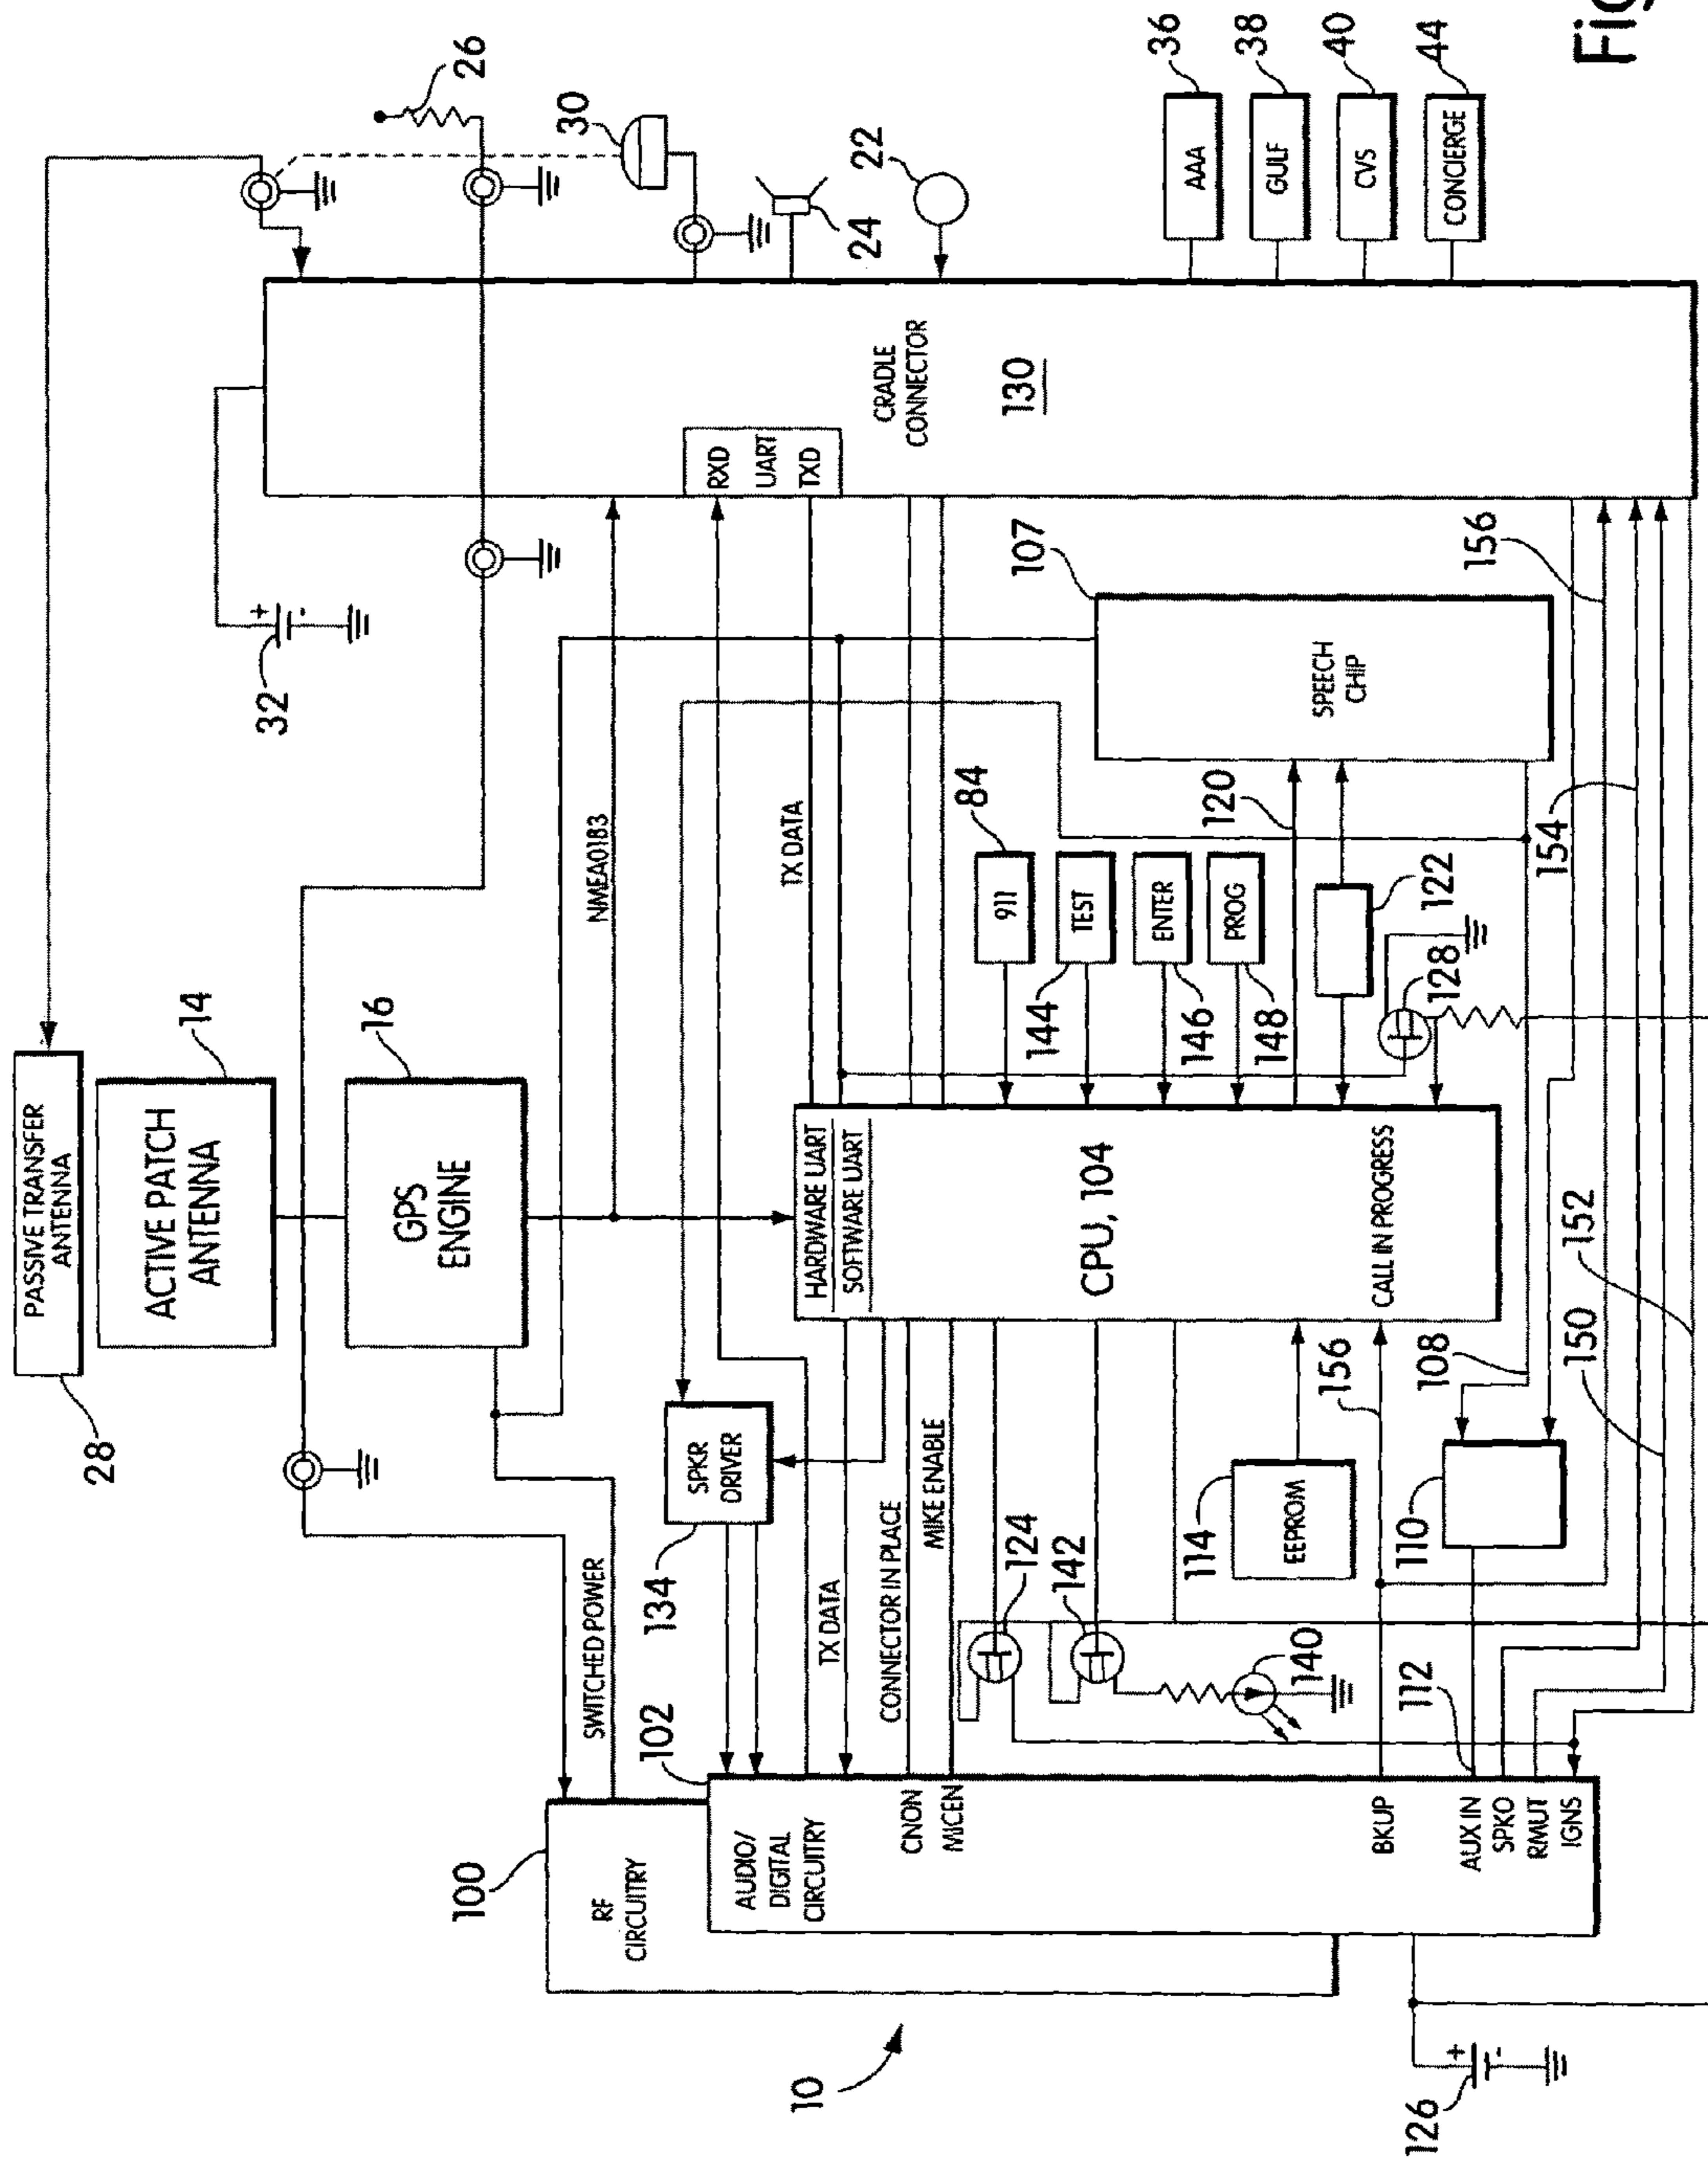 PASSIVE TRANSFER
ANTENNA
28
ACTIVE PATCH
ANTENNA
14
GPS
ENGINE
16
32
+
-
26
30
24
22
AAA
36
GULF
38
CVS
40
CONCIERGE
44
CRADLE
CONNECTOR
130
RXD
UART
TXD
NMEA0183
TX DATA
SWITCHED POWER
SPKR
DRIVER
134
TX DATA
CONNECTOR IN PLACE
MIKE ENABLE
HARDWARE UART
SOFTWARE UART
CPU, 104
CALL IN PROGRESS
911
84
TEST
144
ENTER
146
PROG
148
120
122
128
SPEECH
CHIP
107
156
154
152
150
108
156
EEPROM
114
110
112
124
142
140
RF
CIRCUITRY
100
AUDIO/
DIGITAL
CIRCUITRY
102
CNON
MICEN
BKUP
AUX IN
SPKO
RMUT
IGNS
10
126
+
-